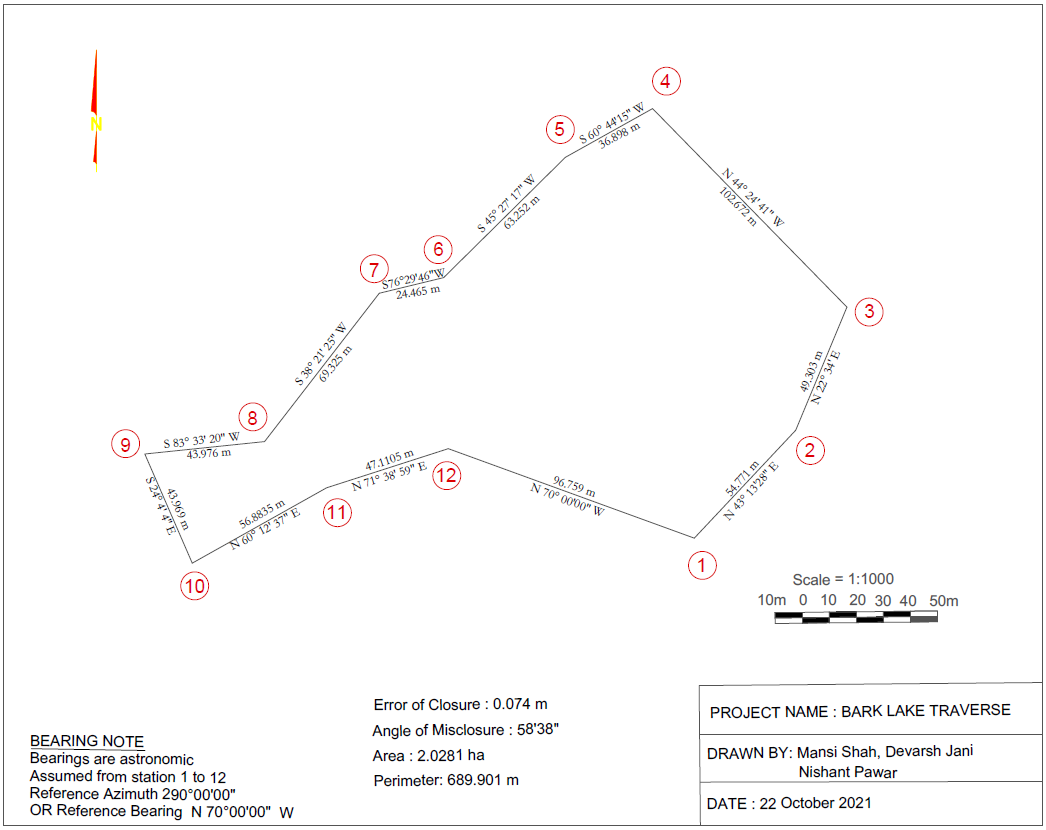 N
4
5
S 60° 44'15" W
36.898 m
N 44° 24'41" W
102.672 m
S 45° 27' 17" W
63.252 m
6
7
S76°29'46"W
24.465 m
3
S 38° 21' 25" W
69.325 m
49.303 m
N 22° 34' E
8
9
S 83° 33' 20" W
43.976 m
2
54.771 m
N 43° 13'28" E
47.1105 m
N 71° 38' 59" E
12
96.759 m
N 70° 00'00" W
43.969 m
S 24° 4' 4" E
56.8835 m
N 60° 12' 37" E
11
1
10
Scale = 1:1000
10m 0 10 20 30 40 50m
Error of Closure : 0.074 m
Angle of Misclosure : 58'38"
Area : 2.0281 ha
Perimeter: 689.901 m
BEARING NOTE
Bearings are astronomic
Assumed from station 1 to 12
Reference Azimuth 290°00'00"
OR Reference Bearing N 70°00'00" W
PROJECT NAME : BARK LAKE TRAVERSE
DRAWN BY: Mansi Shah, Devarsh Jani
Nishant Pawar
DATE : 22 October 2021